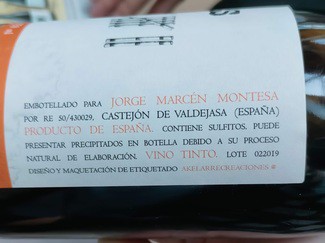 EMBOTELLADO PARA JORGE MARCÉN MONTESA
POR RE 50/430029, CASTEJÓN DE VALDEJASA (ESPAÑA)
PRODUCTO DE ESPAÑA. CONTIENE SULFITOS. PUEDE
PRESENTAR PRECIPITADOS EN BOTELLA DEBIDO A SU PROCESO
NATURAL DE ELABORACIÓN. VINO TINTO. LOTE 022019
DISEÑO Y MAQUETACIÓN DE ETIQUETADO AKELARRECREACIONES